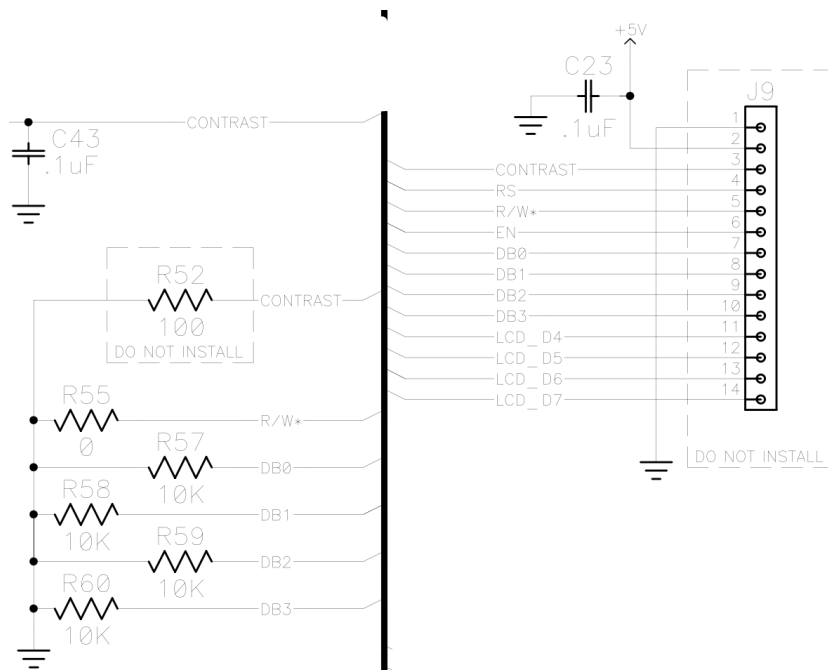 +5V
C23
.1uF
J9
CONTRAST
C43
.1uF
1
2
3
4
5
6
7
8
9
10
11
12
13
14
CONTRAST
RS
R/W*
EN
DB0
DB1
DB2
DB3
LCD_D4
LCD_D5
LCD_D6
LCD_D7
DO NOT INSTALL
R52
100
CONTRAST
DO NOT INSTALL
R55
0
R/W*
R57
10K
DB0
R58
10K
DB1
R59
10K
DB2
R60
10K
DB3